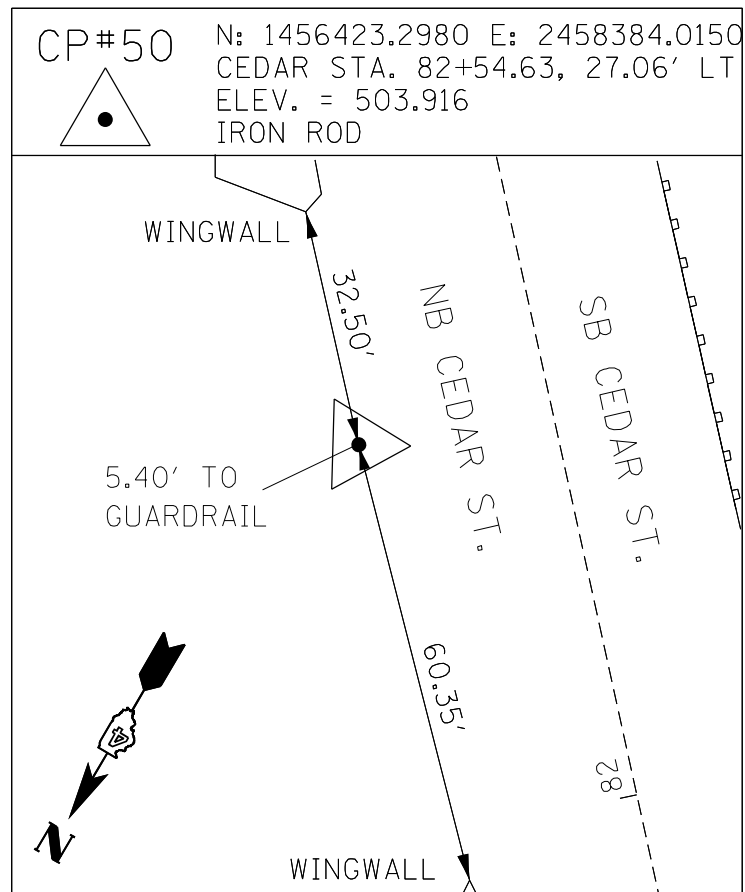 CP#50
N: 1456423.2980 E: 2458384.0150
CEDAR STA. 82+54.63, 27.06' LT
ELEV. = 503.916
IRON ROD
WINGWALL
32.50'
NB CEDAR ST.
SB CEDAR ST.
5.40' TO
GUARDRAIL
60.35'
4
N
82
WINGWALL